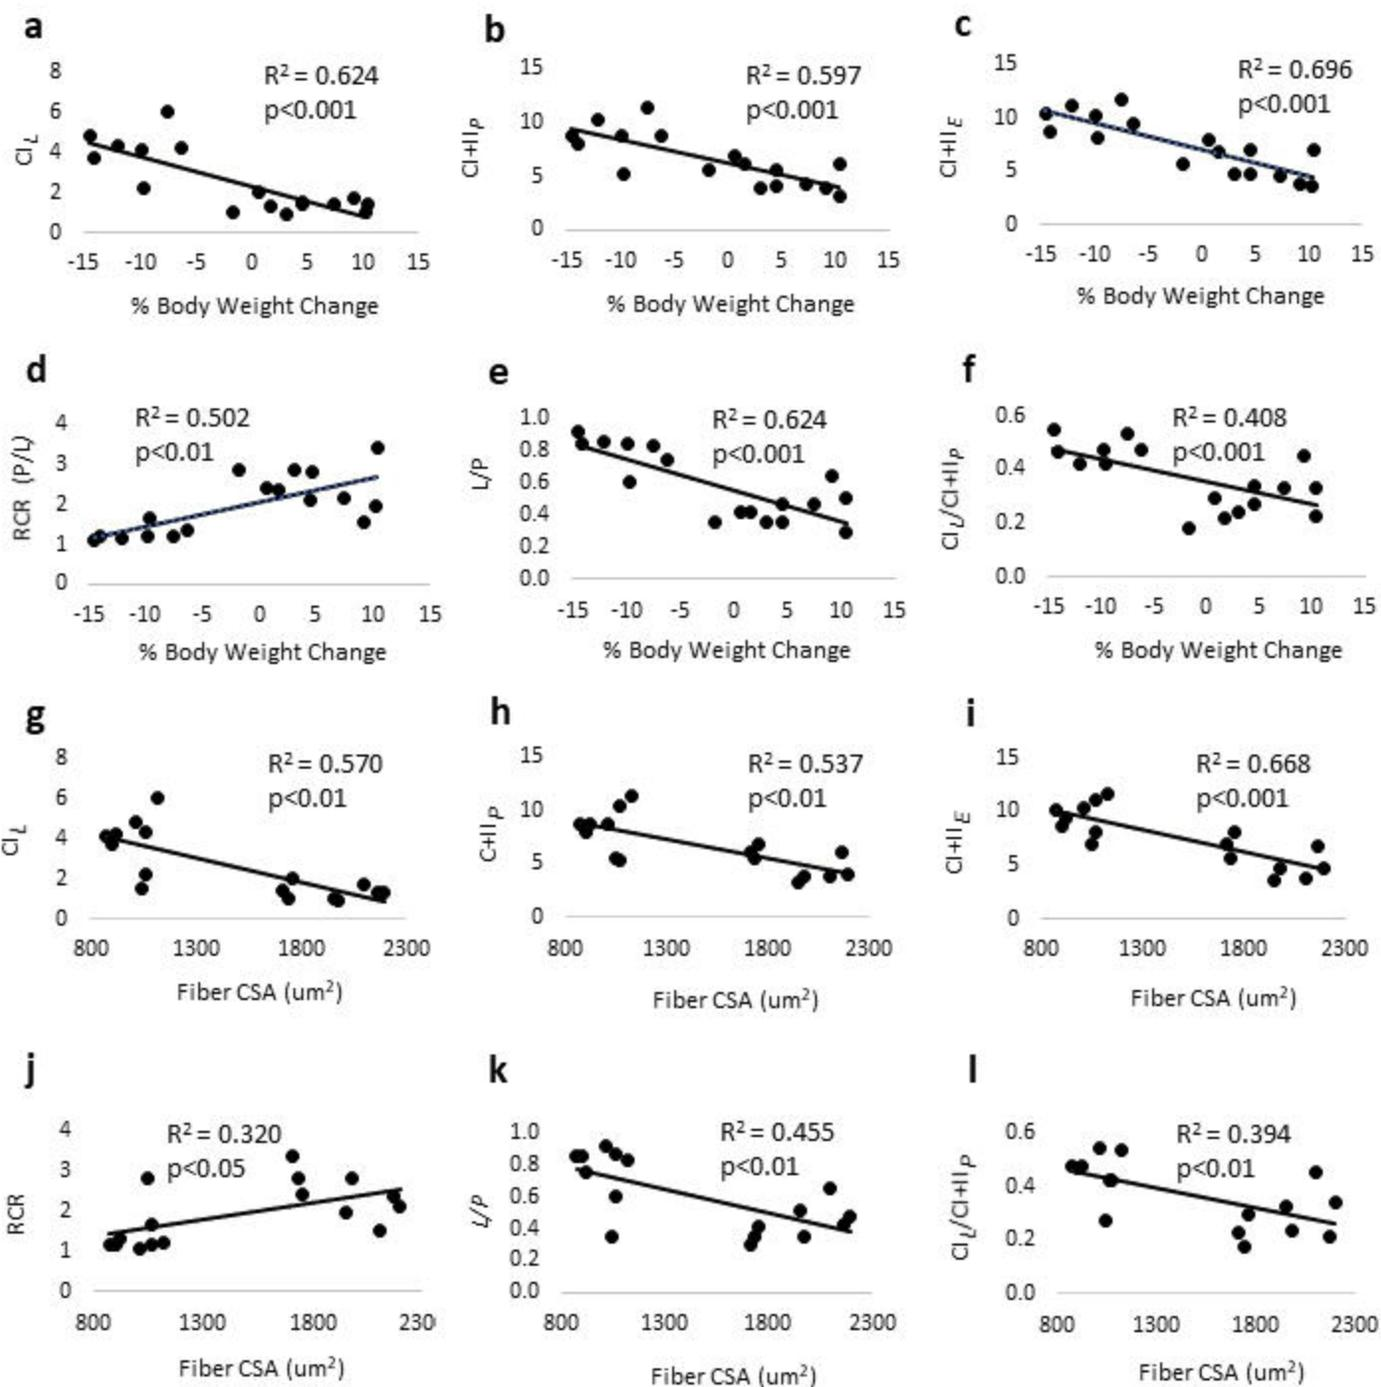 a
CI_L
8
6
4
2
0
R² = 0.624
p<0.001
-15 -10 -5 0 5 10 15
% Body Weight Change
b
CI+II_P
15
10
5
0
R² = 0.597
p<0.001
-15 -10 -5 0 5 10 15
% Body Weight Change
c
CI+II_E
15
10
5
0
R² = 0.696
p<0.001
-15 -10 -5 0 5 10 15
% Body Weight Change
d
RCR (P/L)
4
3
2
1
0
R² = 0.502
p<0.01
-15 -10 -5 0 5 10 15
% Body Weight Change
e
L/P
1.0
0.8
0.6
0.4
0.2
0.0
R² = 0.624
p<0.001
-15 -10 -5 0 5 10 15
% Body Weight Change
f
CI_L/CI+II_P
0.6
0.4
0.2
0.0
R² = 0.408
p<0.001
-15 -10 -5 0 5 10 15
% Body Weight Change
g
CI_L
8
6
4
2
0
R² = 0.570
p<0.01
800 1300 1800 2300
Fiber CSA (um²)
h
C+II_P
15
10
5
0
R² = 0.537
p<0.01
800 1300 1800 2300
Fiber CSA (um²)
i
CI+II_E
15
10
5
0
R² = 0.668
p<0.001
800 1300 1800 2300
Fiber CSA (um²)
j
RCR
4
3
2
1
0
R² = 0.320
p<0.05
800 1300 1800 230
Fiber CSA (um²)
k
L/P
1.0
0.8
0.6
0.4
0.2
0.0
R² = 0.455
p<0.01
800 1300 1800 2300
Fiber CSA (um²)
l
CI_L/CI+II_P
0.6
0.4
0.2
0.0
R² = 0.394
p<0.01
800 1300 1800 2300
Fiber CSA (um²)